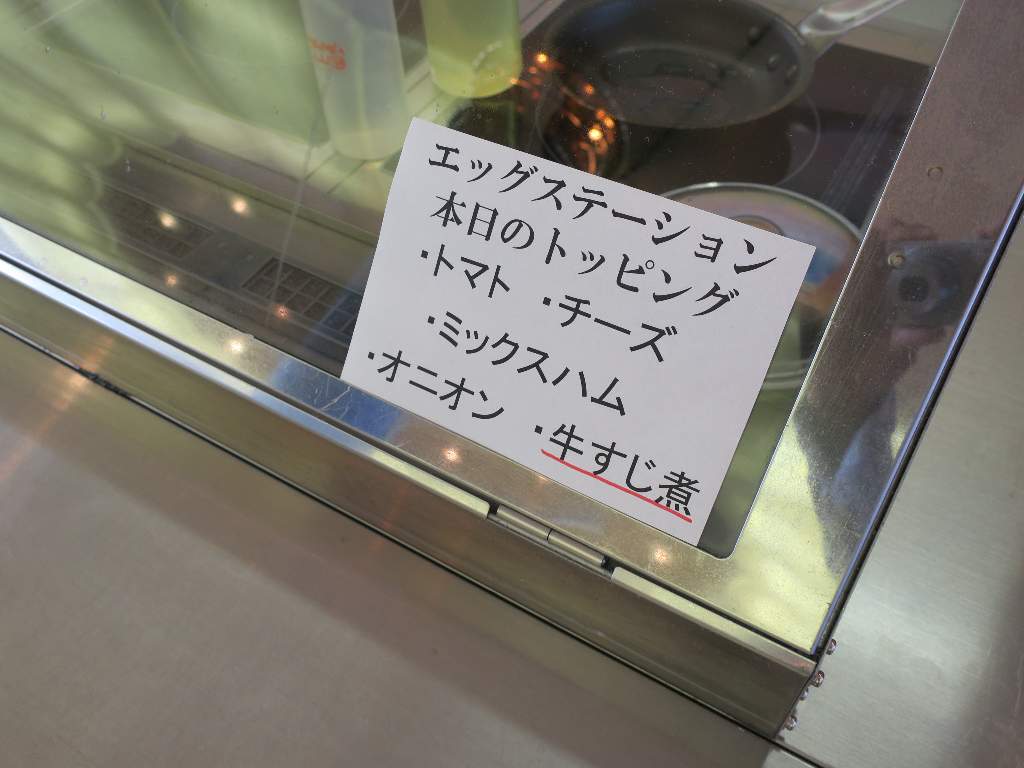 エッグステーション
本日のトッピング
・トマト ・チーズ
・ミックスハム
・オニオン ・牛すじ煮